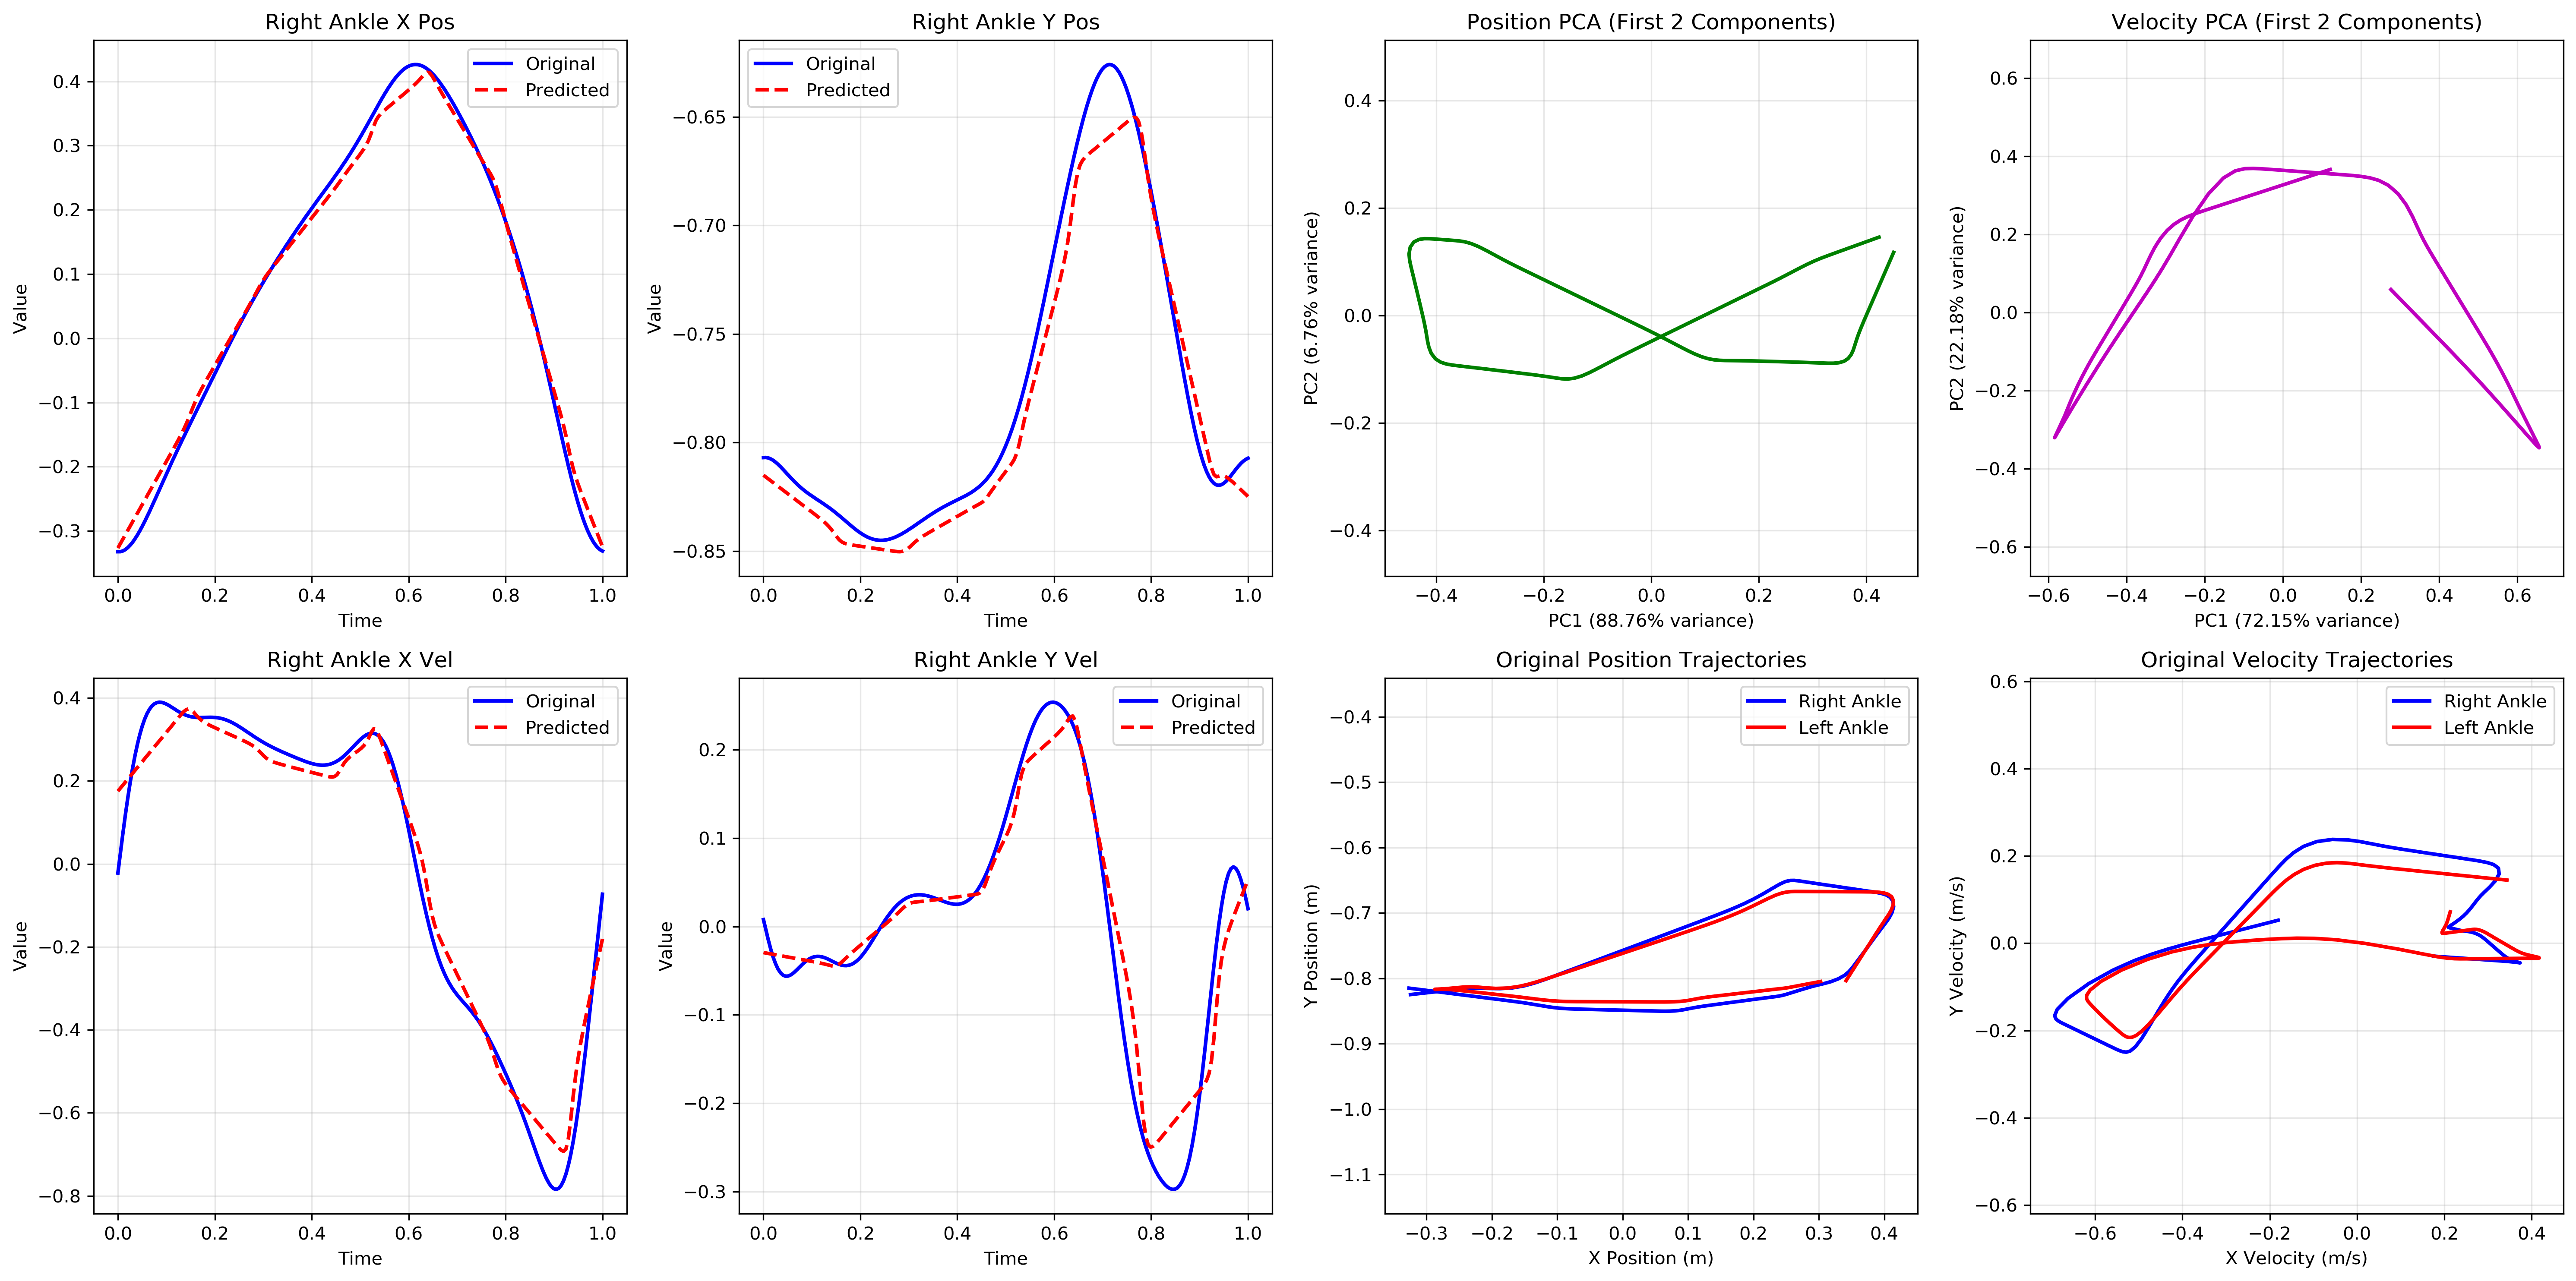 Right Ankle X Pos
Original
Predicted
0.4
0.3
0.2
0.1
0.0
−0.1
−0.2
−0.3
Value
0.0 0.2 0.4 0.6 0.8 1.0
Time
Right Ankle Y Pos
Original
Predicted
−0.65
−0.70
−0.75
−0.80
−0.85
Value
0.0 0.2 0.4 0.6 0.8 1.0
Time
Position PCA (First 2 Components)
0.4
0.2
0.0
−0.2
−0.4
PC2 (6.76% variance)
−0.4 −0.2 0.0 0.2 0.4
PC1 (88.76% variance)
Velocity PCA (First 2 Components)
0.6
0.4
0.2
0.0
−0.2
−0.4
−0.6
PC2 (22.18% variance)
−0.6 −0.4 −0.2 0.0 0.2 0.4 0.6
PC1 (72.15% variance)
Right Ankle X Vel
Original
Predicted
0.4
0.2
0.0
−0.2
−0.4
−0.6
−0.8
Value
0.0 0.2 0.4 0.6 0.8 1.0
Time
Right Ankle Y Vel
Original
Predicted
0.2
0.1
0.0
−0.1
−0.2
−0.3
Value
0.0 0.2 0.4 0.6 0.8 1.0
Time
Original Position Trajectories
Right Ankle
Left Ankle
−0.4
−0.5
−0.6
−0.7
−0.8
−0.9
−1.0
−1.1
Y Position (m)
−0.3 −0.2 −0.1 0.0 0.1 0.2 0.3 0.4
X Position (m)
Original Velocity Trajectories
Right Ankle
Left Ankle
0.6
0.4
0.2
0.0
−0.2
−0.4
−0.6
Y Velocity (m/s)
−0.6 −0.4 −0.2 0.0 0.2 0.4
X Velocity (m/s)